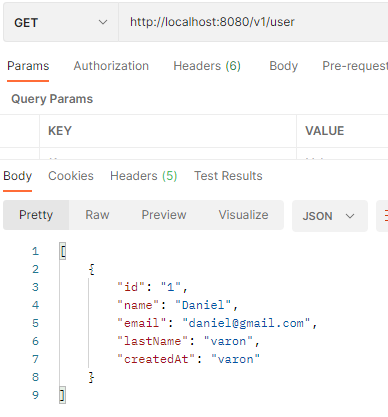 GET http://localhost:8080/v1/user
Params Authorization Headers (6) Body Pre-request
Query Params
KEY VALUE
Body Cookies Headers (5) Test Results
Pretty Raw Preview Visualize JSON
1 [
2 {
3 "id": "1",
4 "name": "Daniel",
5 "email": "daniel@gmail.com",
6 "lastName": "varon",
7 "createdAt": "varon"
8 }
9 ]